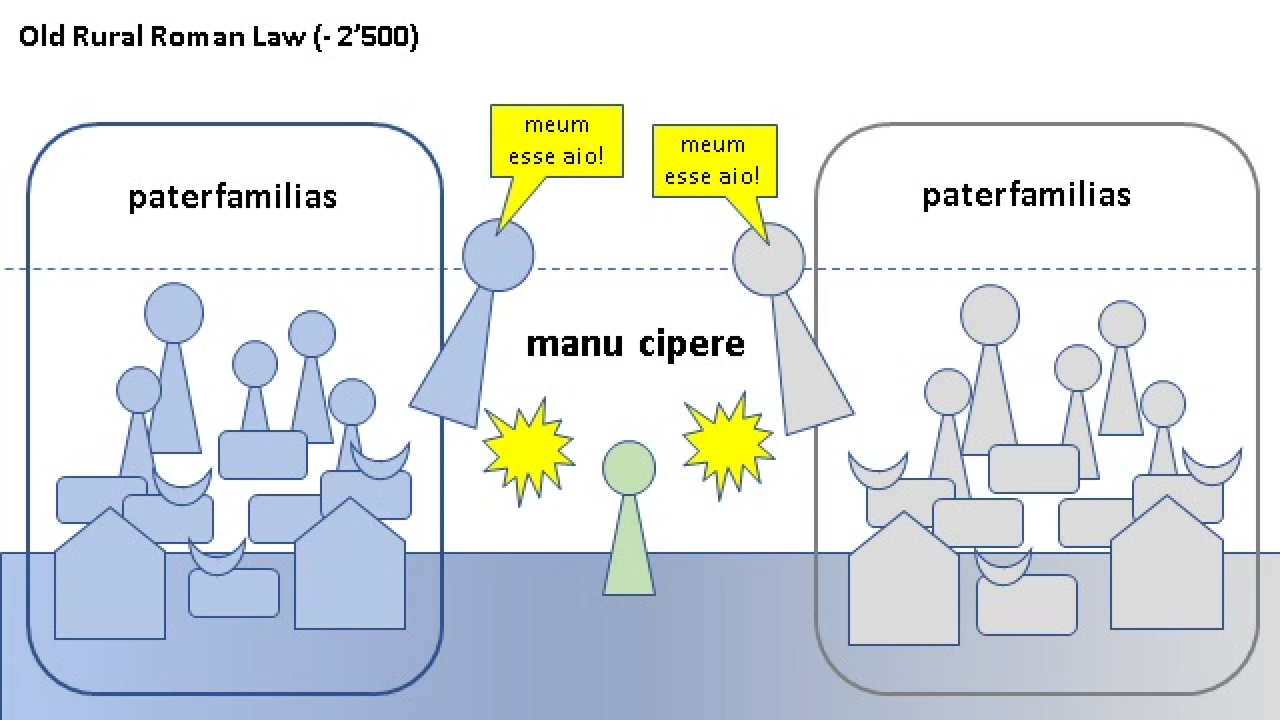 Old Rural Roman Law (- 2’500)
meum
esse aio!
meum
esse aio!
paterfamilias
paterfamilias
manu cipere